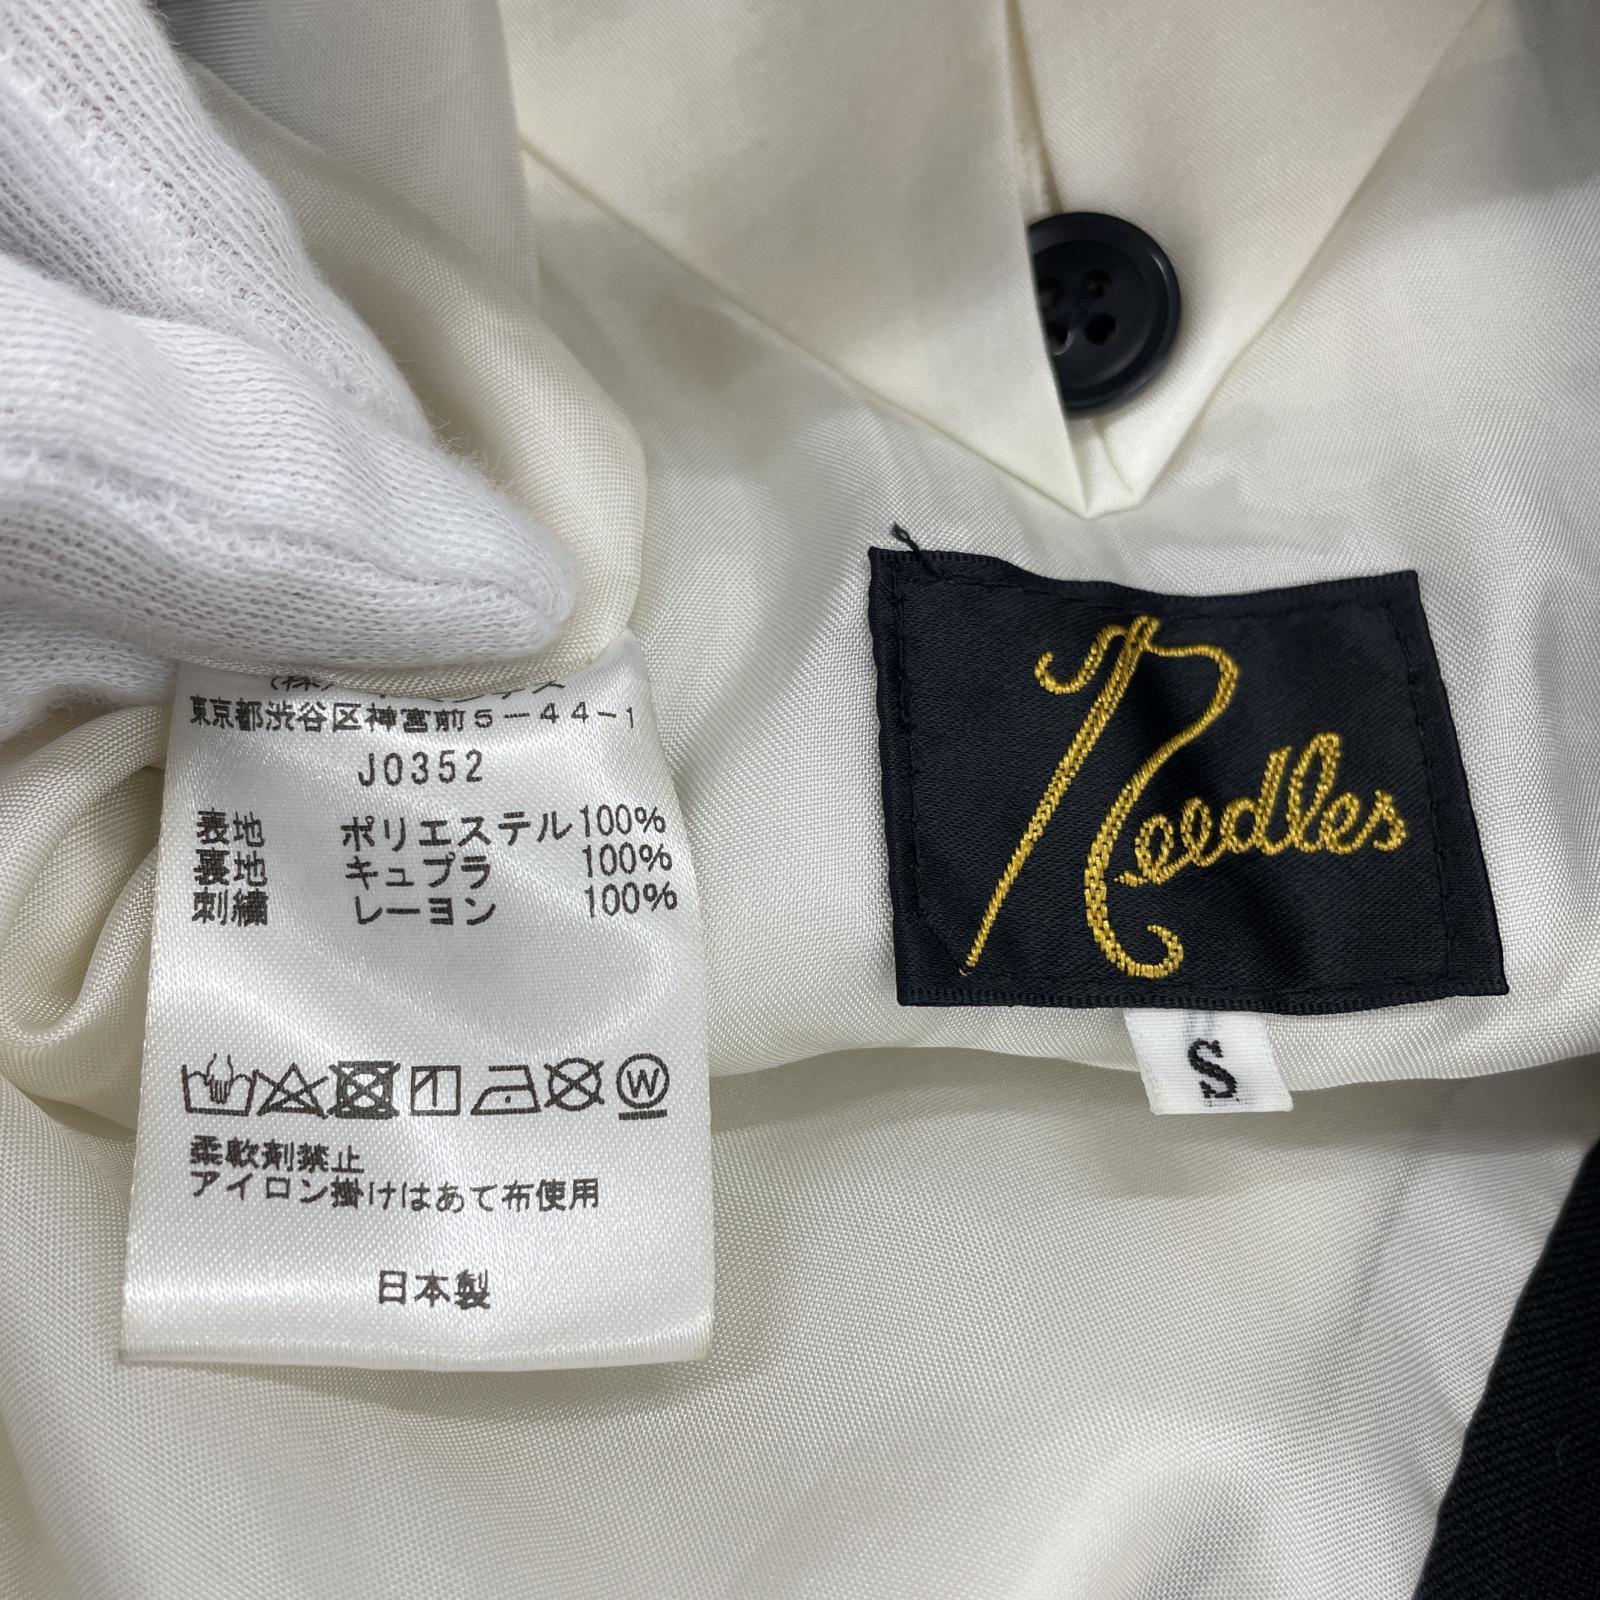 東京都渋谷区神宮前5-44-1
J0352
表地 ポリエステル100%
裏地 キュプラ 100%
刺繍 レーヨン 100%
W
柔軟剤禁止
アイロン掛けはあて布使用
日本製
Needles
S